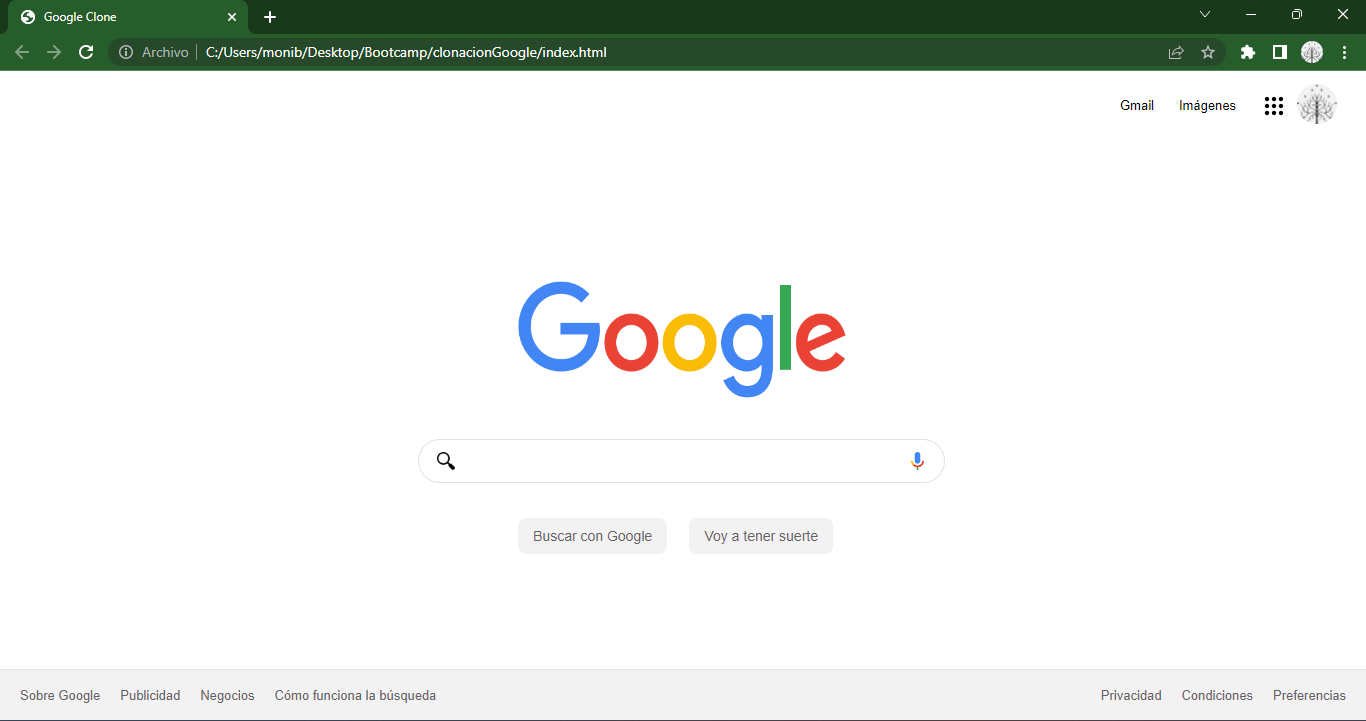 Google Clone
Archivo C:/Users/monib/Desktop/Bootcamp/clonacionGoogle/index.html
Gmail Imágenes
Google
Buscar con Google Voy a tener suerte
Sobre Google Publicidad Negocios Cómo funciona la búsqueda Privacidad Condiciones Preferencias